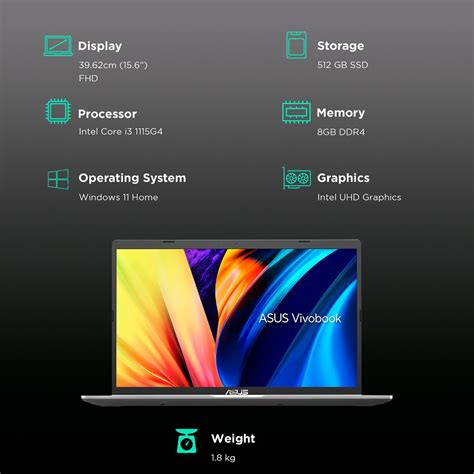 Display
39.62cm (15.6")
FHD
Storage
512 GB SSD
Processor
Intel Core i3 1115G4
Memory
8GB DDR4
Operating System
Windows 11 Home
Graphics
Intel UHD Graphics
ASUS Vivobook
ASUS
Weight
1.8 kg